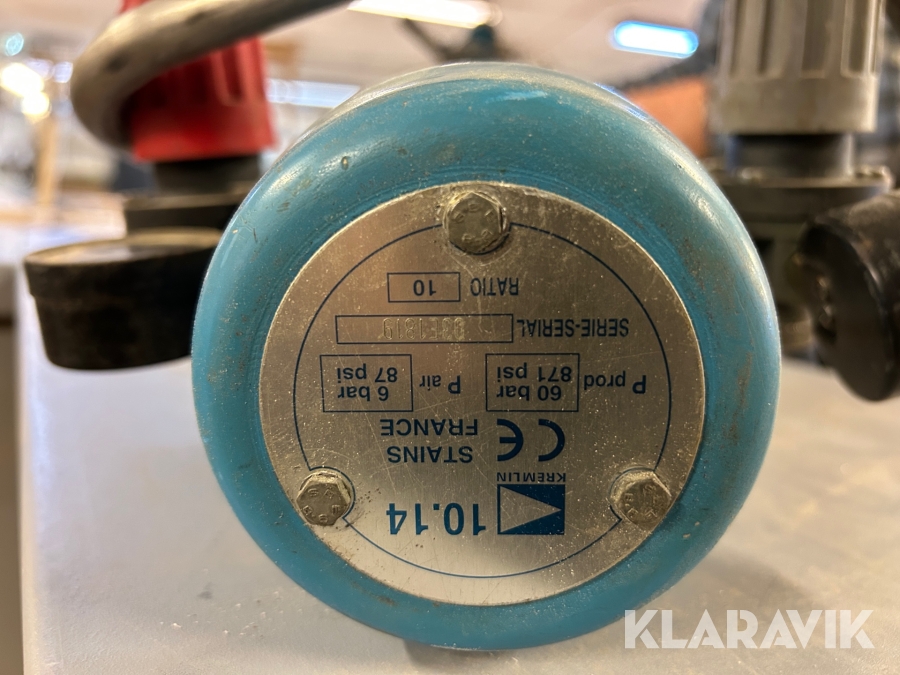 KREMLIN
10.14
STAINS
FRANCE
CE
P prod
60 bar
871 psi
P air
6 bar
87 psi
SERIE-SERIAL
RATIO
10
KLARAVIK